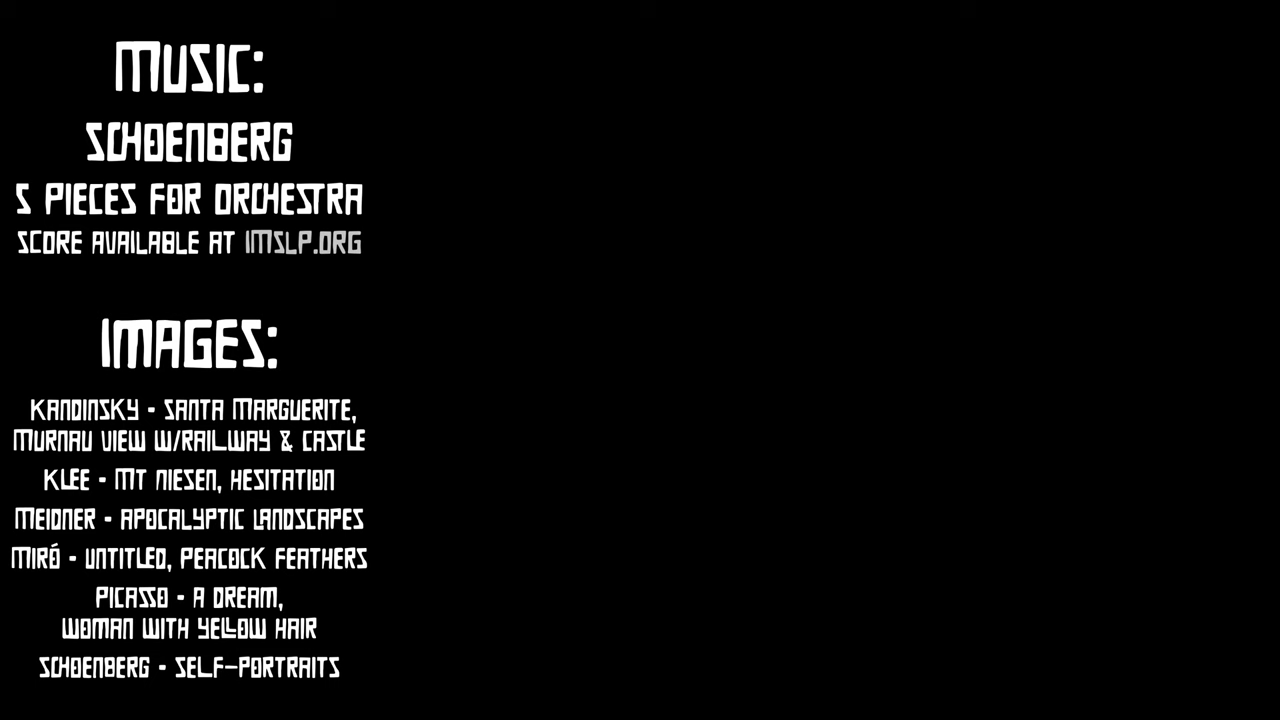 MUSIC:
SCHOENBERG
5 PIECES FOR ORCHESTRA
SCORE AVAILABLE AT IMSLP.ORG
IMAGES:
KANDINSKY - SANTA MARGUERITE,
MURNAU VIEW W/RAILWAY & CASTLE
KLEE - MT NIESEN, HESITATION
MEIDNER - APOCALYPTIC LANDSCAPES
MIRÓ - UNTITLED, PEACOCK FEATHERS
PICASSO - A DREAM,
WOMAN WITH YELLOW HAIR
SCHOENBERG - SELF-PORTRAITS